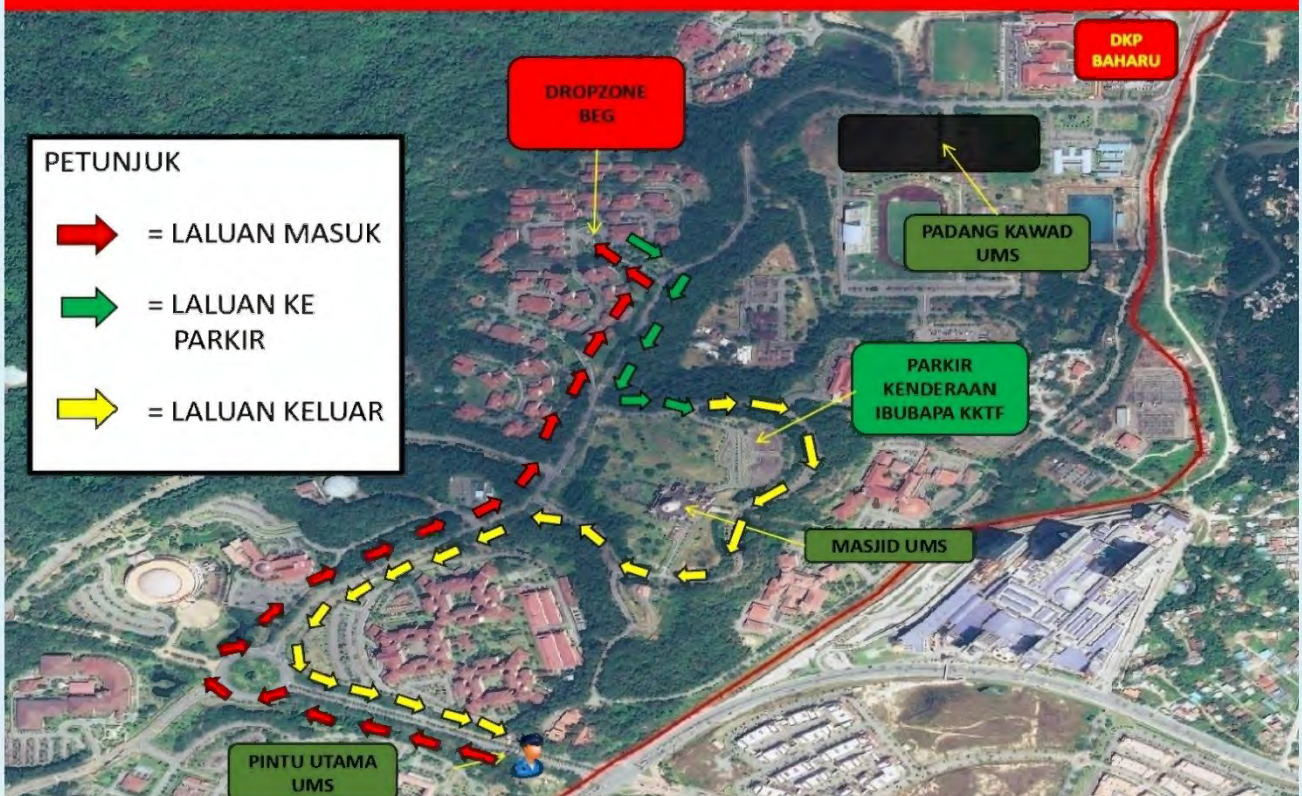 DKP
BAHARU
DROPZONE
BEG
PETUNJUK
= LALUAN MASUK
= LALUAN KE
PARKIR
= LALUAN KELUAR
PADANG KAWAD
UMS
PARKIR
KENDERAAN
IBUBAPA KKTF
MASJID UMS
PINTU UTAMA
UMS